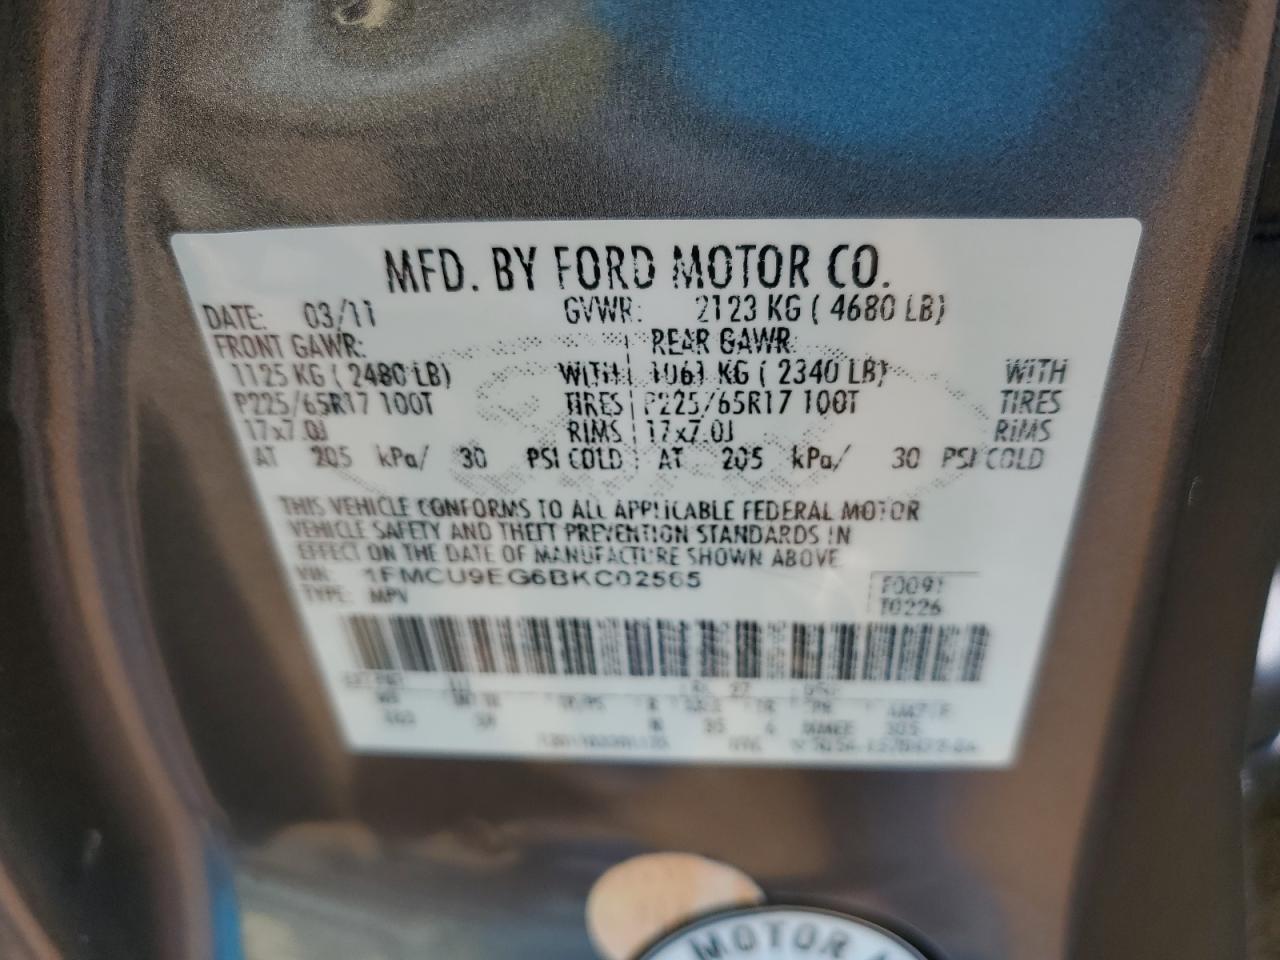 MFD. BY FORD MOTOR CO.
DATE: 03/11 GVWR: 2123 KG ( 4680 LB)
FRONT GAWR: REAR GAWR:
1125 KG ( 2480 LB) WITH 1061 KG ( 2340 LB) WITH
P225/65R17 100T TIRES P225/65R17 100T TIRES
17x7.0J RIMS 17x7.0J RIMS
AT 205 kPa/ 30 PSI COLD AT 205 kPa/ 30 PSI COLD
THIS VEHICLE CONFORMS TO ALL APPLICABLE FEDERAL MOTOR
VEHICLE SAFETY AND THEFT PREVENTION STANDARDS IN
EFFECT ON THE DATE OF MANUFACTURE SHOWN ABOVE.
VIN: 1FMCU9EG6BKC02565 F0091
TYPE: MPV T0226
MOTOR